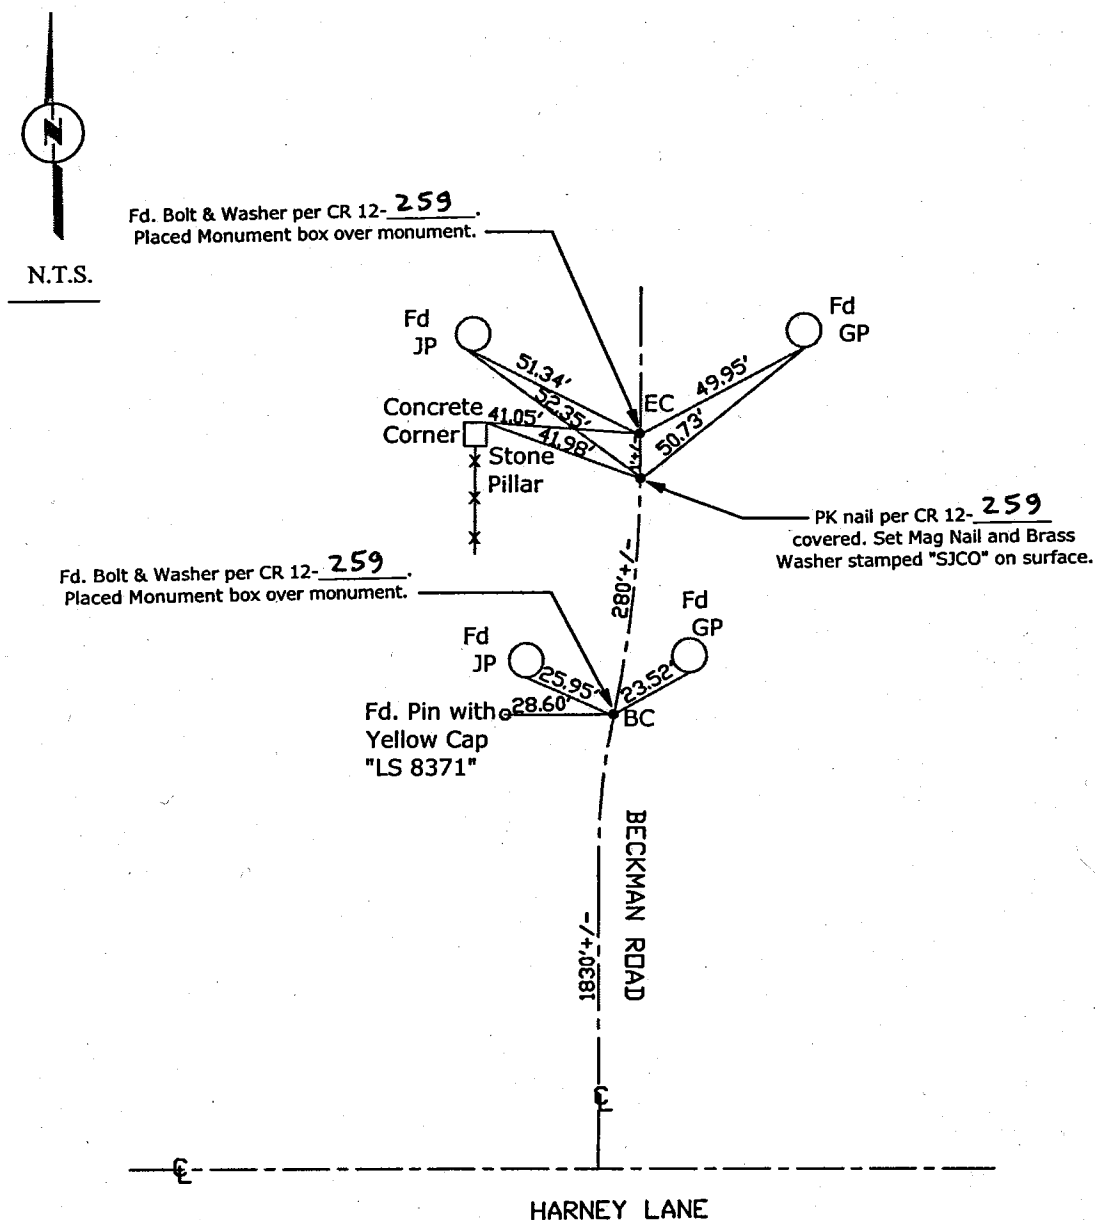 N
N.T.S.
Fd. Bolt & Washer per CR 12-259.
Placed Monument box over monument.
Fd
JP
Fd
GP
51.34'
52.35'
49.95'
50.73'
EC
Concrete
Corner
41.05'
41.98'
Stone
Pillar
PK nail per CR 12-259
covered. Set Mag Nail and Brass
Washer stamped "SJCO" on surface.
Fd. Bolt & Washer per CR 12-259.
Placed Monument box over monument.
280'+/-
Fd
JP
Fd
GP
25.95'
23.52'
28.60'
BC
Fd. Pin with
Yellow Cap
"LS 8371"
BECKMAN ROAD
1830'+/-
CL
CL
HARNEY LANE